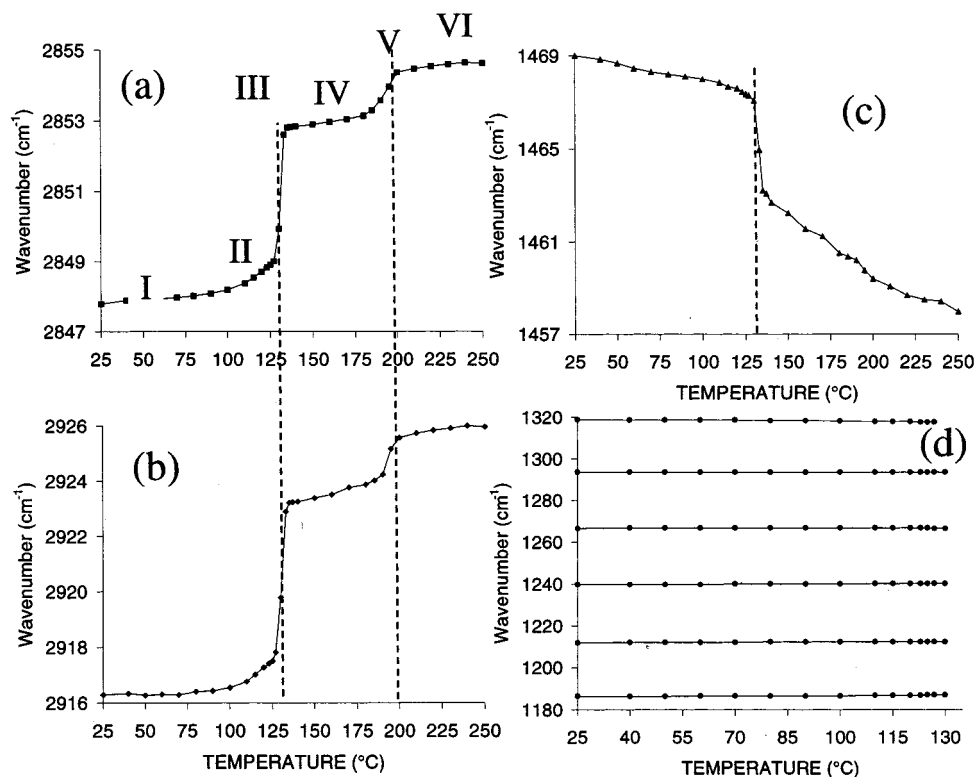 (a)
I
II
III
IV
V
VI
Wavenumber (cm-1)
2855
2853
2851
2849
2847
25 50 75 100 125 150 175 200 225 250
TEMPERATURE (°C)
(b)
Wavenumber (cm-1)
2926
2924
2922
2920
2918
2916
25 50 75 100 125 150 175 200 225 250
TEMPERATURE (°C)
(c)
Wavenumber (cm-1)
1469
1465
1461
1457
25 50 75 100 125 150 175 200 225 250
TEMPERATURE (°C)
(d)
Wavenumber (cm-1)
1320
1300
1280
1260
1240
1220
1200
1180
25 40 55 70 85 100 115 130
TEMPERATURE (°C)